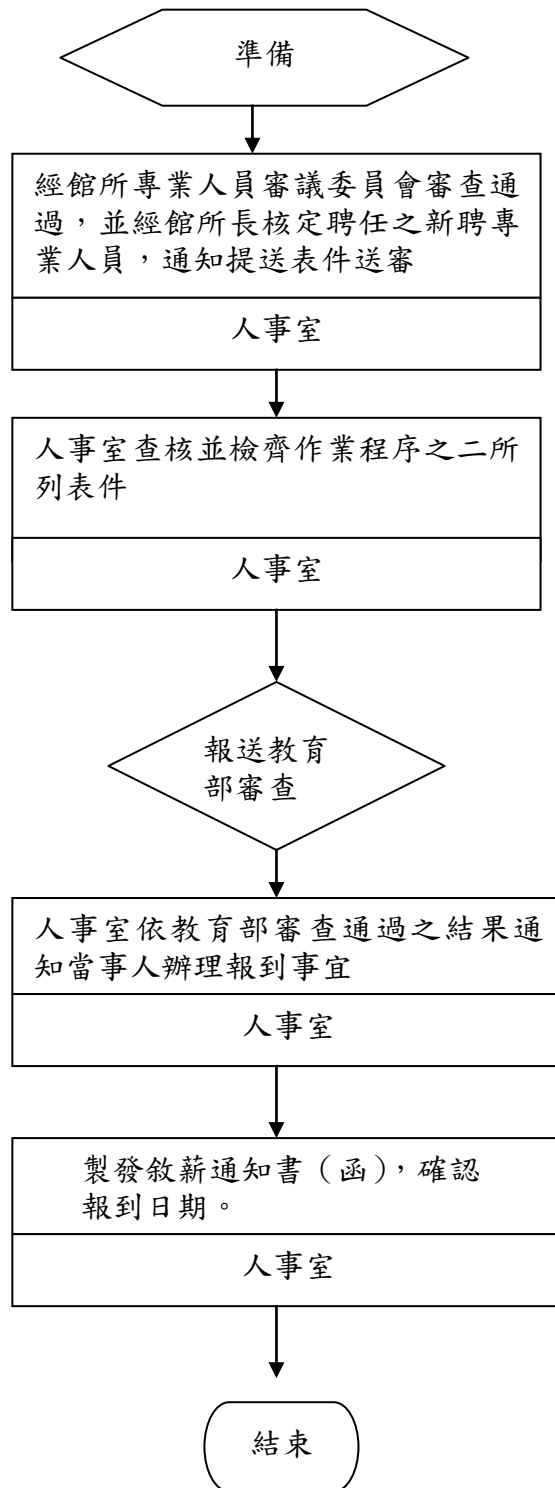 準備
經館所專業人員審議委員會審查通
過，並經館所長核定聘任之新聘專
業人員，通知提送表件送審
人事室
人事室查核並檢齊作業程序之二所
列表件
人事室
報送教育
部審查
人事室依教育部審查通過之結果通
知當事人辦理報到事宜
人事室
製發敘薪通知書（函），確認
報到日期。
人事室
結束